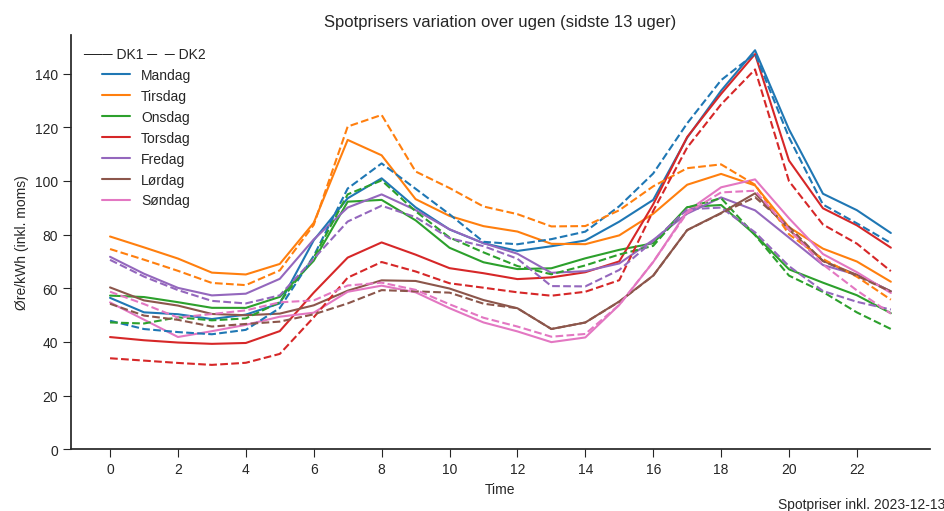 Spotprisers variation over ugen (sidste 13 uger)
DK1 DK2
Mandag
Tirsdag
Onsdag
Torsdag
Fredag
Lørdag
Søndag
Øre/kWh (inkl. moms)
140
120
100
80
60
40
20
0
0 2 4 6 8 10 12 14 16 18 20 22
Time
Spotpriser inkl. 2023-12-13